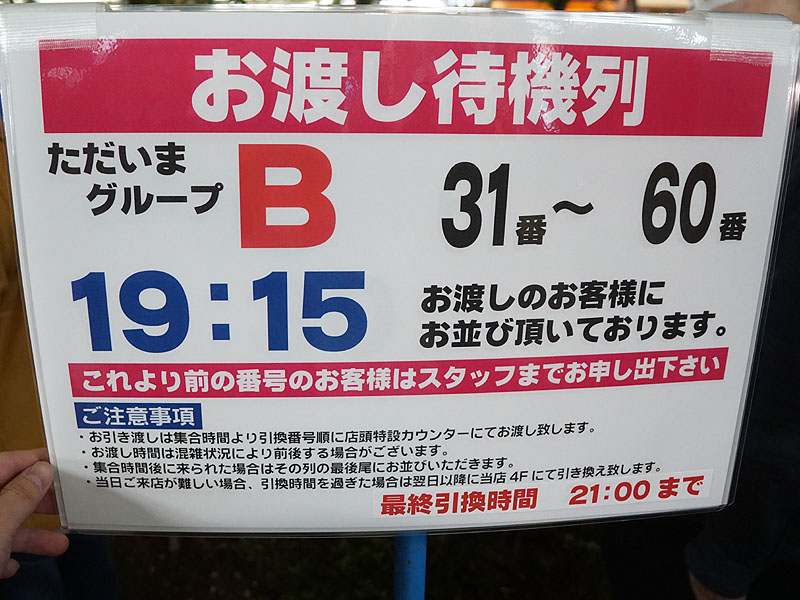 お渡し待機列
ただいま
グループ B 31番～60番
19:15 お渡しのお客様に
お並び頂いております。
これより前の番号のお客様はスタッフまでお申し出下さい
ご注意事項
・お引き渡しは集合時間より引換番号順に店頭特設カウンターにてお渡し致します。
・お渡し時間は混雑状況により前後する場合がございます。
・集合時間後に来られた場合はその列の最後尾にお並びいただきます。
・当日ご来店が難しい場合、引換時間を過ぎた場合は翌日以降に当店4Fにて引き換え致します。
最終引換時間 21:00まで